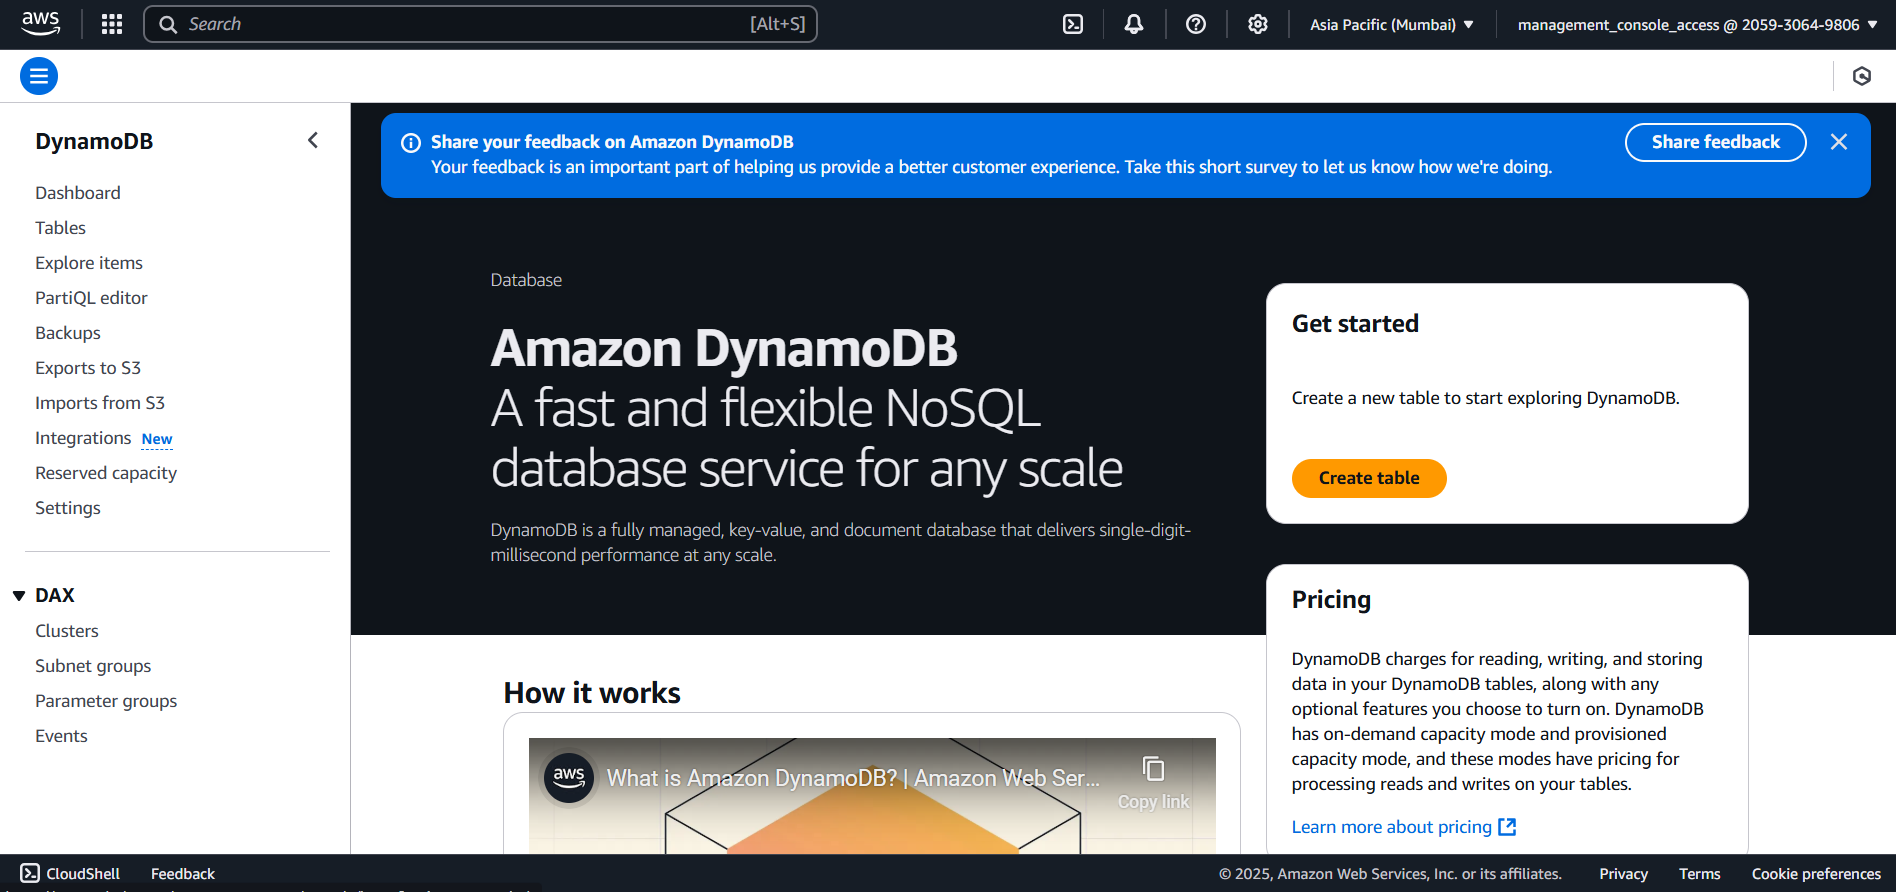 aws
Search
[Alt+S]
Asia Pacific (Mumbai)
management_console_access @ 2059-3064-9806
DynamoDB
Dashboard
Tables
Explore items
PartiQL editor
Backups
Exports to S3
Imports from S3
Integrations New
Reserved capacity
Settings
DAX
Clusters
Subnet groups
Parameter groups
Events
Share your feedback on Amazon DynamoDB
Your feedback is an important part of helping us provide a better customer experience. Take this short survey to let us know how we're doing.
Share feedback
Database
Amazon DynamoDB
A fast and flexible NoSQL
database service for any scale
DynamoDB is a fully managed, key-value, and document database that delivers single-digit-
millisecond performance at any scale.
Get started
Create a new table to start exploring DynamoDB.
Create table
How it works
aws
What is Amazon DynamoDB? | Amazon Web Ser...
Copy link
Pricing
DynamoDB charges for reading, writing, and storing
data in your DynamoDB tables, along with any
optional features you choose to turn on. DynamoDB
has on-demand capacity mode and provisioned
capacity mode, and these modes have pricing for
processing reads and writes on your tables.
Learn more about pricing
CloudShell
Feedback
© 2025, Amazon Web Services, Inc. or its affiliates.
Privacy
Terms
Cookie preferences